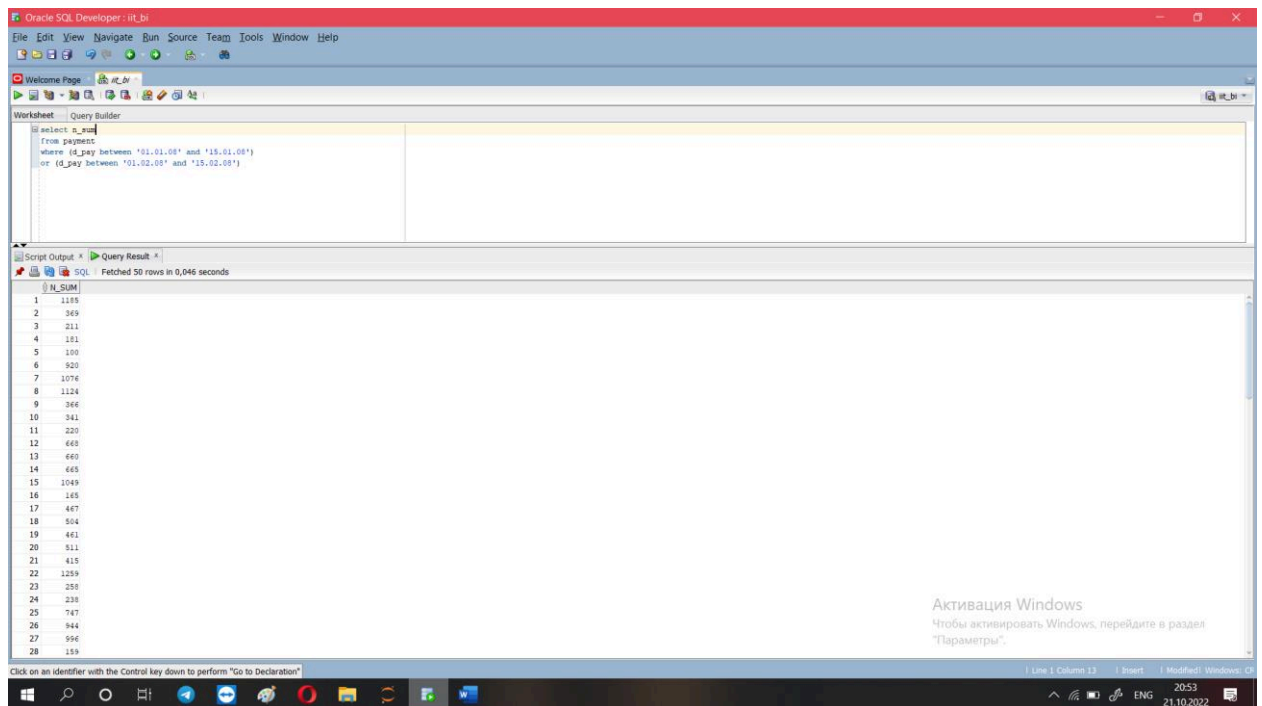 Oracle SQL Developer : iit_bi
File Edit View Navigate Run Source Team Tools Window Help
Welcome Page iit_bi
iit_bi
Worksheet Query Builder
select n_sum
from payment
where (d_pay between '01.01.08' and '15.01.08')
or (d_pay between '01.02.08' and '15.02.08')
Script Output × Query Result ×
SQL Fetched 50 rows in 0,046 seconds
N_SUM
1 1185
2 369
3 211
4 181
5 100
6 920
7 1076
8 1124
9 366
10 341
11 220
12 668
13 660
14 665
15 1049
16 165
17 467
18 504
19 461
20 511
21 415
22 1259
23 258
24 238
25 747
26 944
27 996
28 159
Активация Windows
Чтобы активировать Windows, перейдите в раздел
"Параметры".
Click on an identifier with the Control key down to perform "Go to Declaration"
Line 1 Column 13 Insert Modified Windows: CR
ENG
20:53
21.10.2022